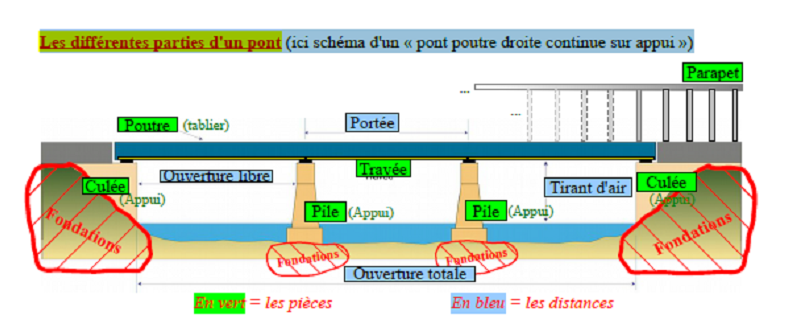 Les différentes parties d'un pont (ici schéma d'un « pont poutre droite continue sur appui »)
Parapet
...
...
Poutre (tablier)
Portée
Ouverture libre
Travée
Culée
(Appui)
Tirant d'air
Culée
(Appui)
Pile (Appui)
Pile (Appui)
Fondations
Fondations
Fondations
Fondations
Ouverture totale
En vert = les pièces
En bleu = les distances